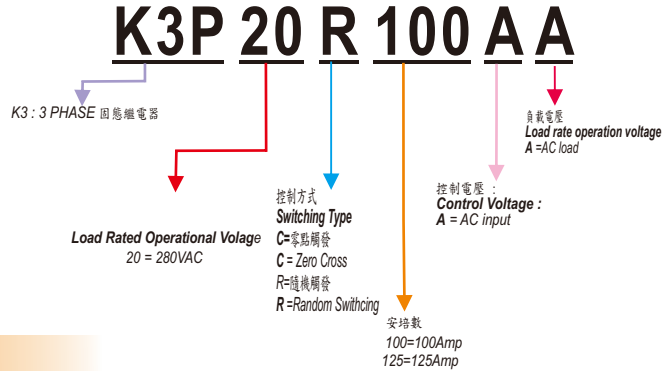 K3P 20 R 100 A A
K3 : 3 PHASE 固態繼電器
Load Rated Operational Volage
20 = 280VAC
控制方式
Switching Type
C=零點觸發
C = Zero Cross
R=隨機觸發
R =Random Swithcing
安培數
100=100Amp
125=125Amp
控制電壓 :
Control Voltage :
A = AC input
負載電壓
Load rate operation voltage
A =AC load